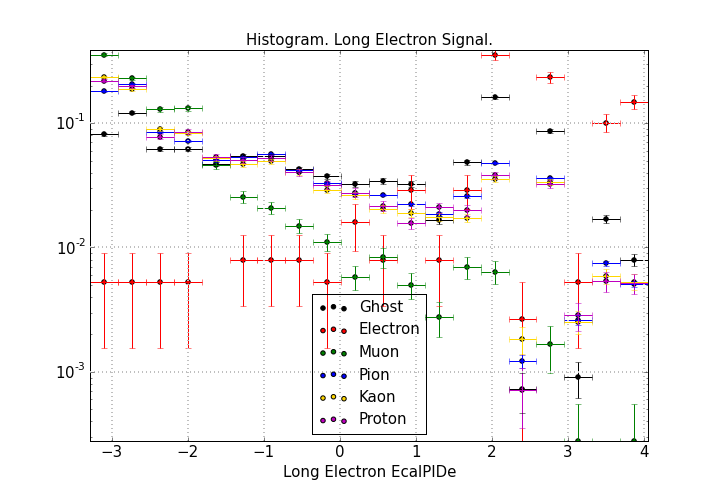 Histogram. Long Electron Signal.
10^-1
10^-2
10^-3
Ghost
Electron
Muon
Pion
Kaon
Proton
−3 −2 −1 0 1 2 3 4
Long Electron EcalPIDe